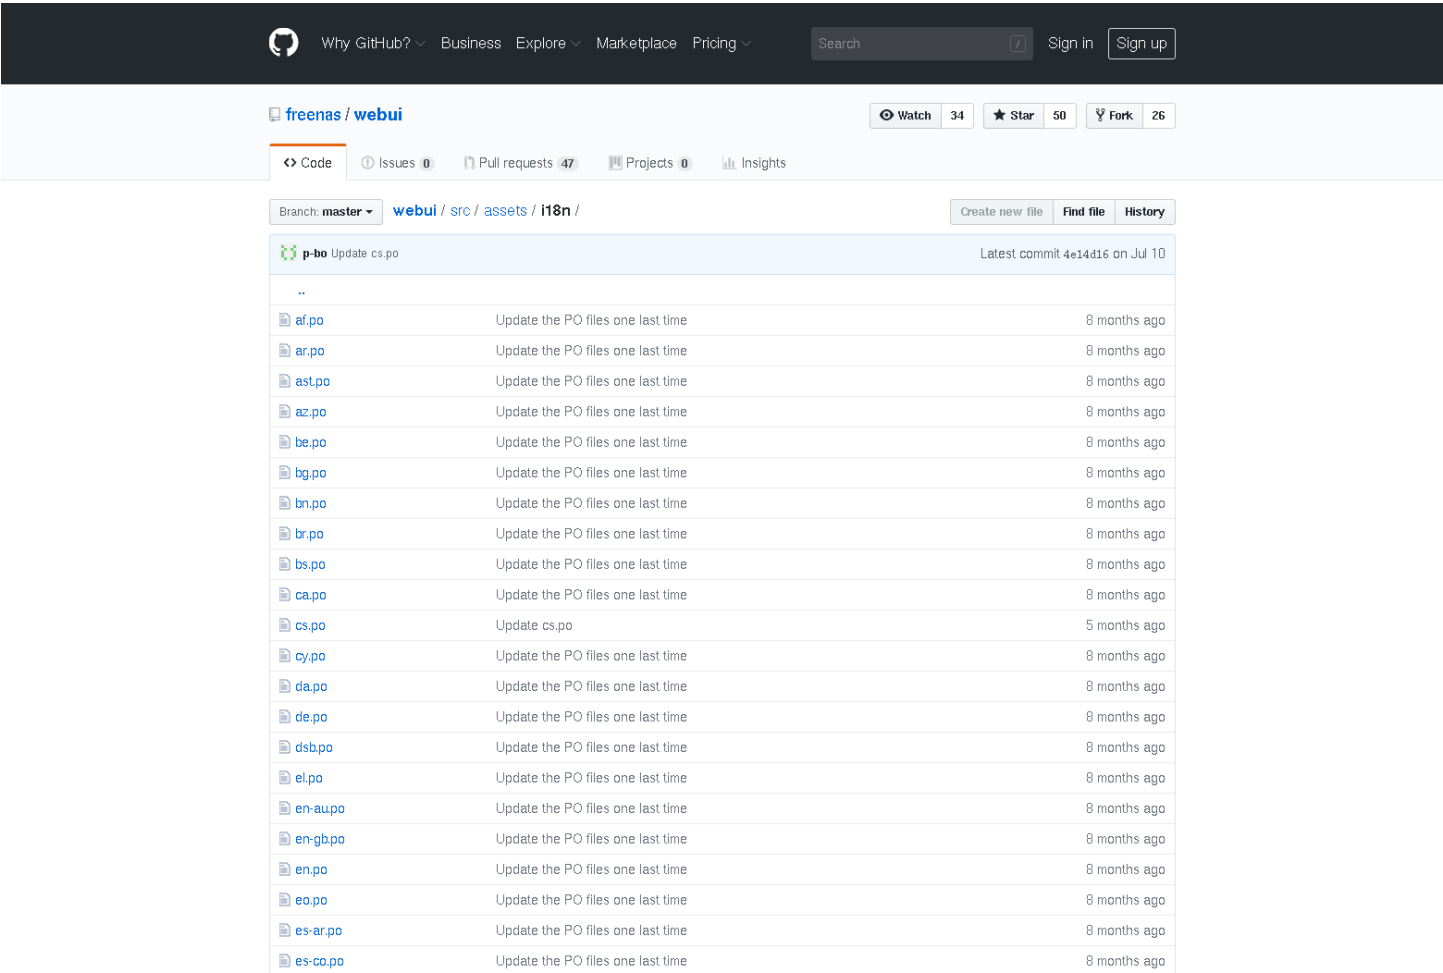 Why GitHub? Business Explore Marketplace Pricing Search / Sign in Sign up
freenas / webui Watch 34 Star 50 Fork 26
Code Issues 0 Pull requests 47 Projects 0 Insights
Branch: master webui / src / assets / i18n / Create new file Find file History
p-bo Update cs.po Latest commit 4e14d16 on Jul 10
..
af.po Update the PO files one last time 8 months ago
ar.po Update the PO files one last time 8 months ago
ast.po Update the PO files one last time 8 months ago
az.po Update the PO files one last time 8 months ago
be.po Update the PO files one last time 8 months ago
bg.po Update the PO files one last time 8 months ago
bn.po Update the PO files one last time 8 months ago
br.po Update the PO files one last time 8 months ago
bs.po Update the PO files one last time 8 months ago
ca.po Update the PO files one last time 8 months ago
cs.po Update cs.po 5 months ago
cy.po Update the PO files one last time 8 months ago
da.po Update the PO files one last time 8 months ago
de.po Update the PO files one last time 8 months ago
dsb.po Update the PO files one last time 8 months ago
el.po Update the PO files one last time 8 months ago
en-au.po Update the PO files one last time 8 months ago
en-gb.po Update the PO files one last time 8 months ago
en.po Update the PO files one last time 8 months ago
eo.po Update the PO files one last time 8 months ago
es-ar.po Update the PO files one last time 8 months ago
es-co.po Update the PO files one last time 8 months ago